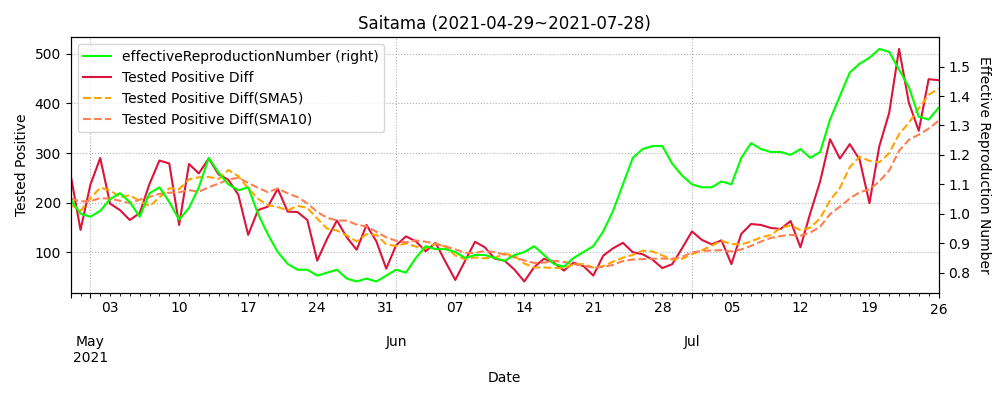 Saitama (2021-04-29~2021-07-28)
effectiveReproductionNumber (right)
Tested Positive Diff
Tested Positive Diff(SMA5)
Tested Positive Diff(SMA10)
Tested Positive
500
400
300
200
100
Effective Reproduction Number
1.5
1.4
1.3
1.2
1.1
1.0
0.9
0.8
03 10 17 24 31 07 14 21 28 05 12 19 26
May Jun Jul
2021
Date